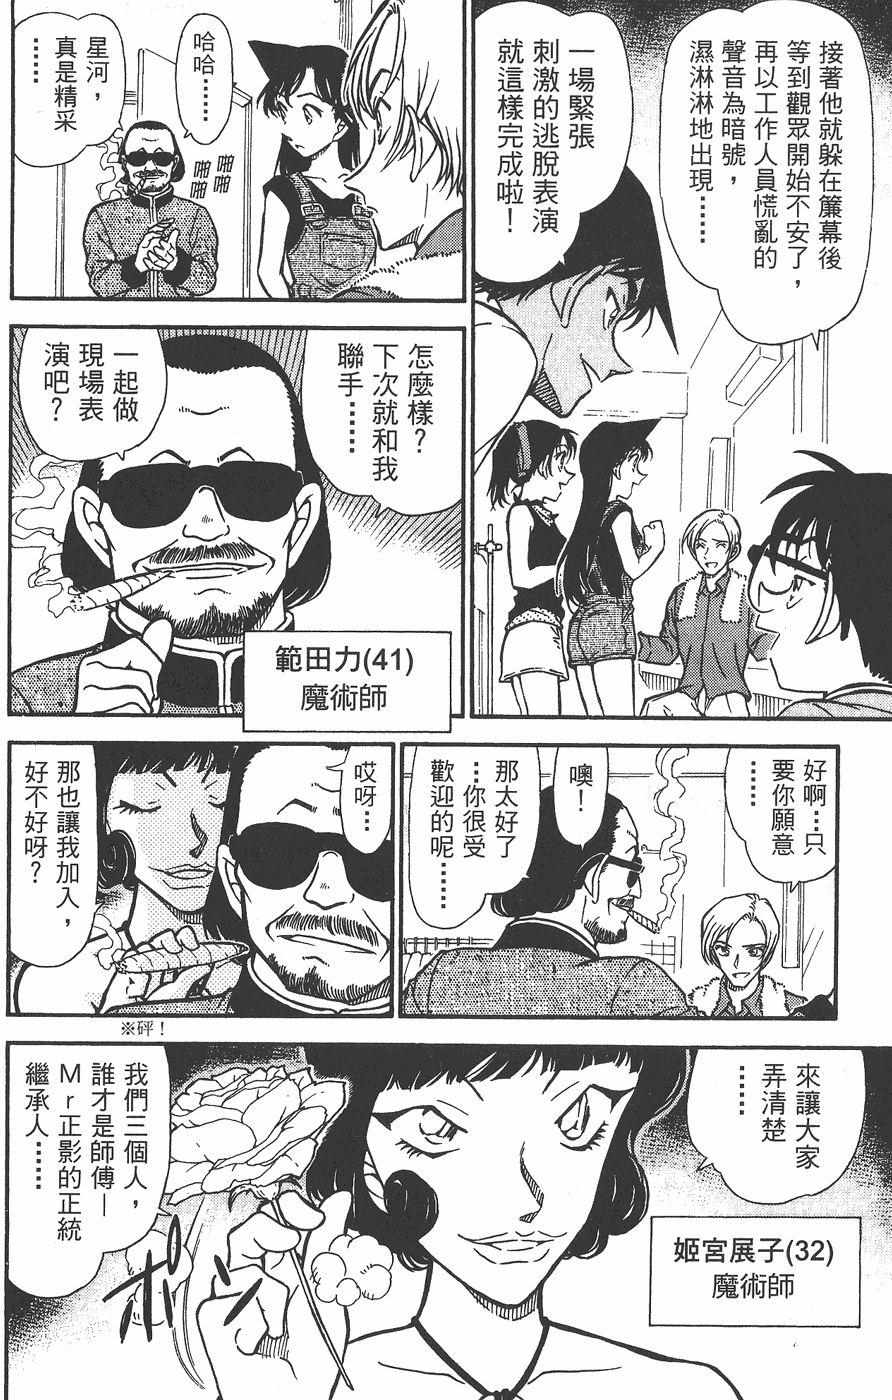 接著他就躲在簾幕後
等到觀眾開始不安了，
再以工作人員慌亂的
聲音為暗號，
濕淋淋地出現……
一場緊張
刺激的逃脫表演
就這樣完成啦！
哈哈……
啪啪
啪啪
星河，
真是精采
……
怎麼樣？
下次就和我
聯手……
一起做
現場表
演吧？
範田力(41)
魔術師
好啊…只
要你願意
……
噢！
那太好了
…你很受
歡迎的呢……
哎呀…
那也讓我加入，
好不好呀？
※砰！
來讓大家
弄清楚
……
我們三個人，
誰才是師傅—
Mr正影的正統
繼承人……
ポ
ン
姬宮展子(32)
魔術師